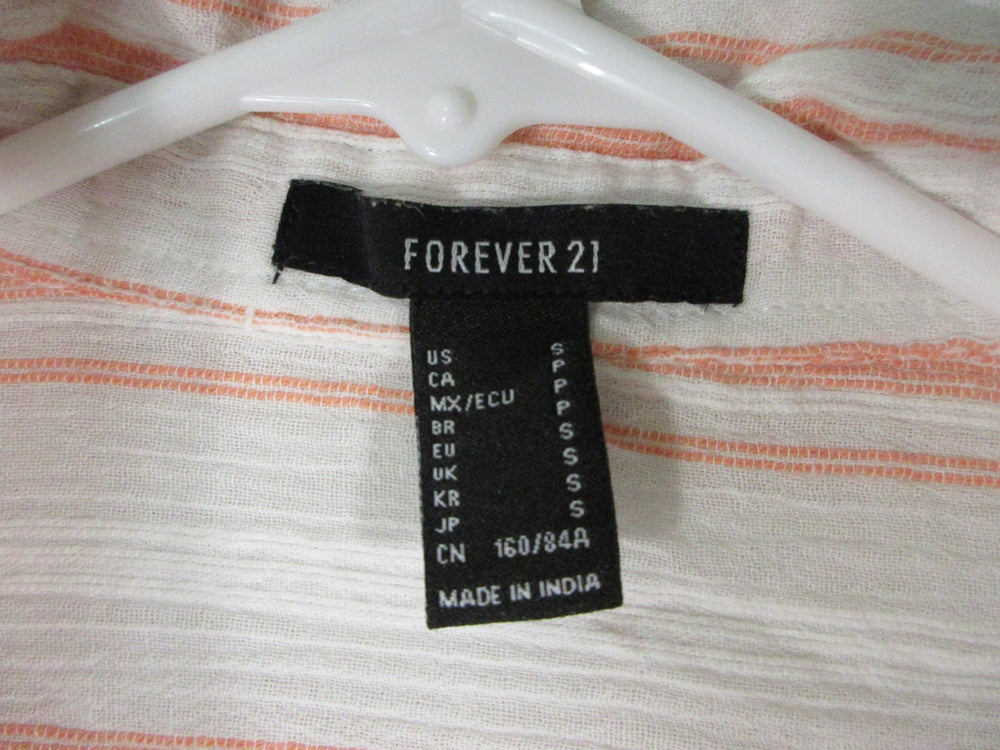 FOREVER 21
US S
CA P
MX/ECU P
BR P
EU S
UK S
KR S
JP S
CN 160/84A
MADE IN INDIA